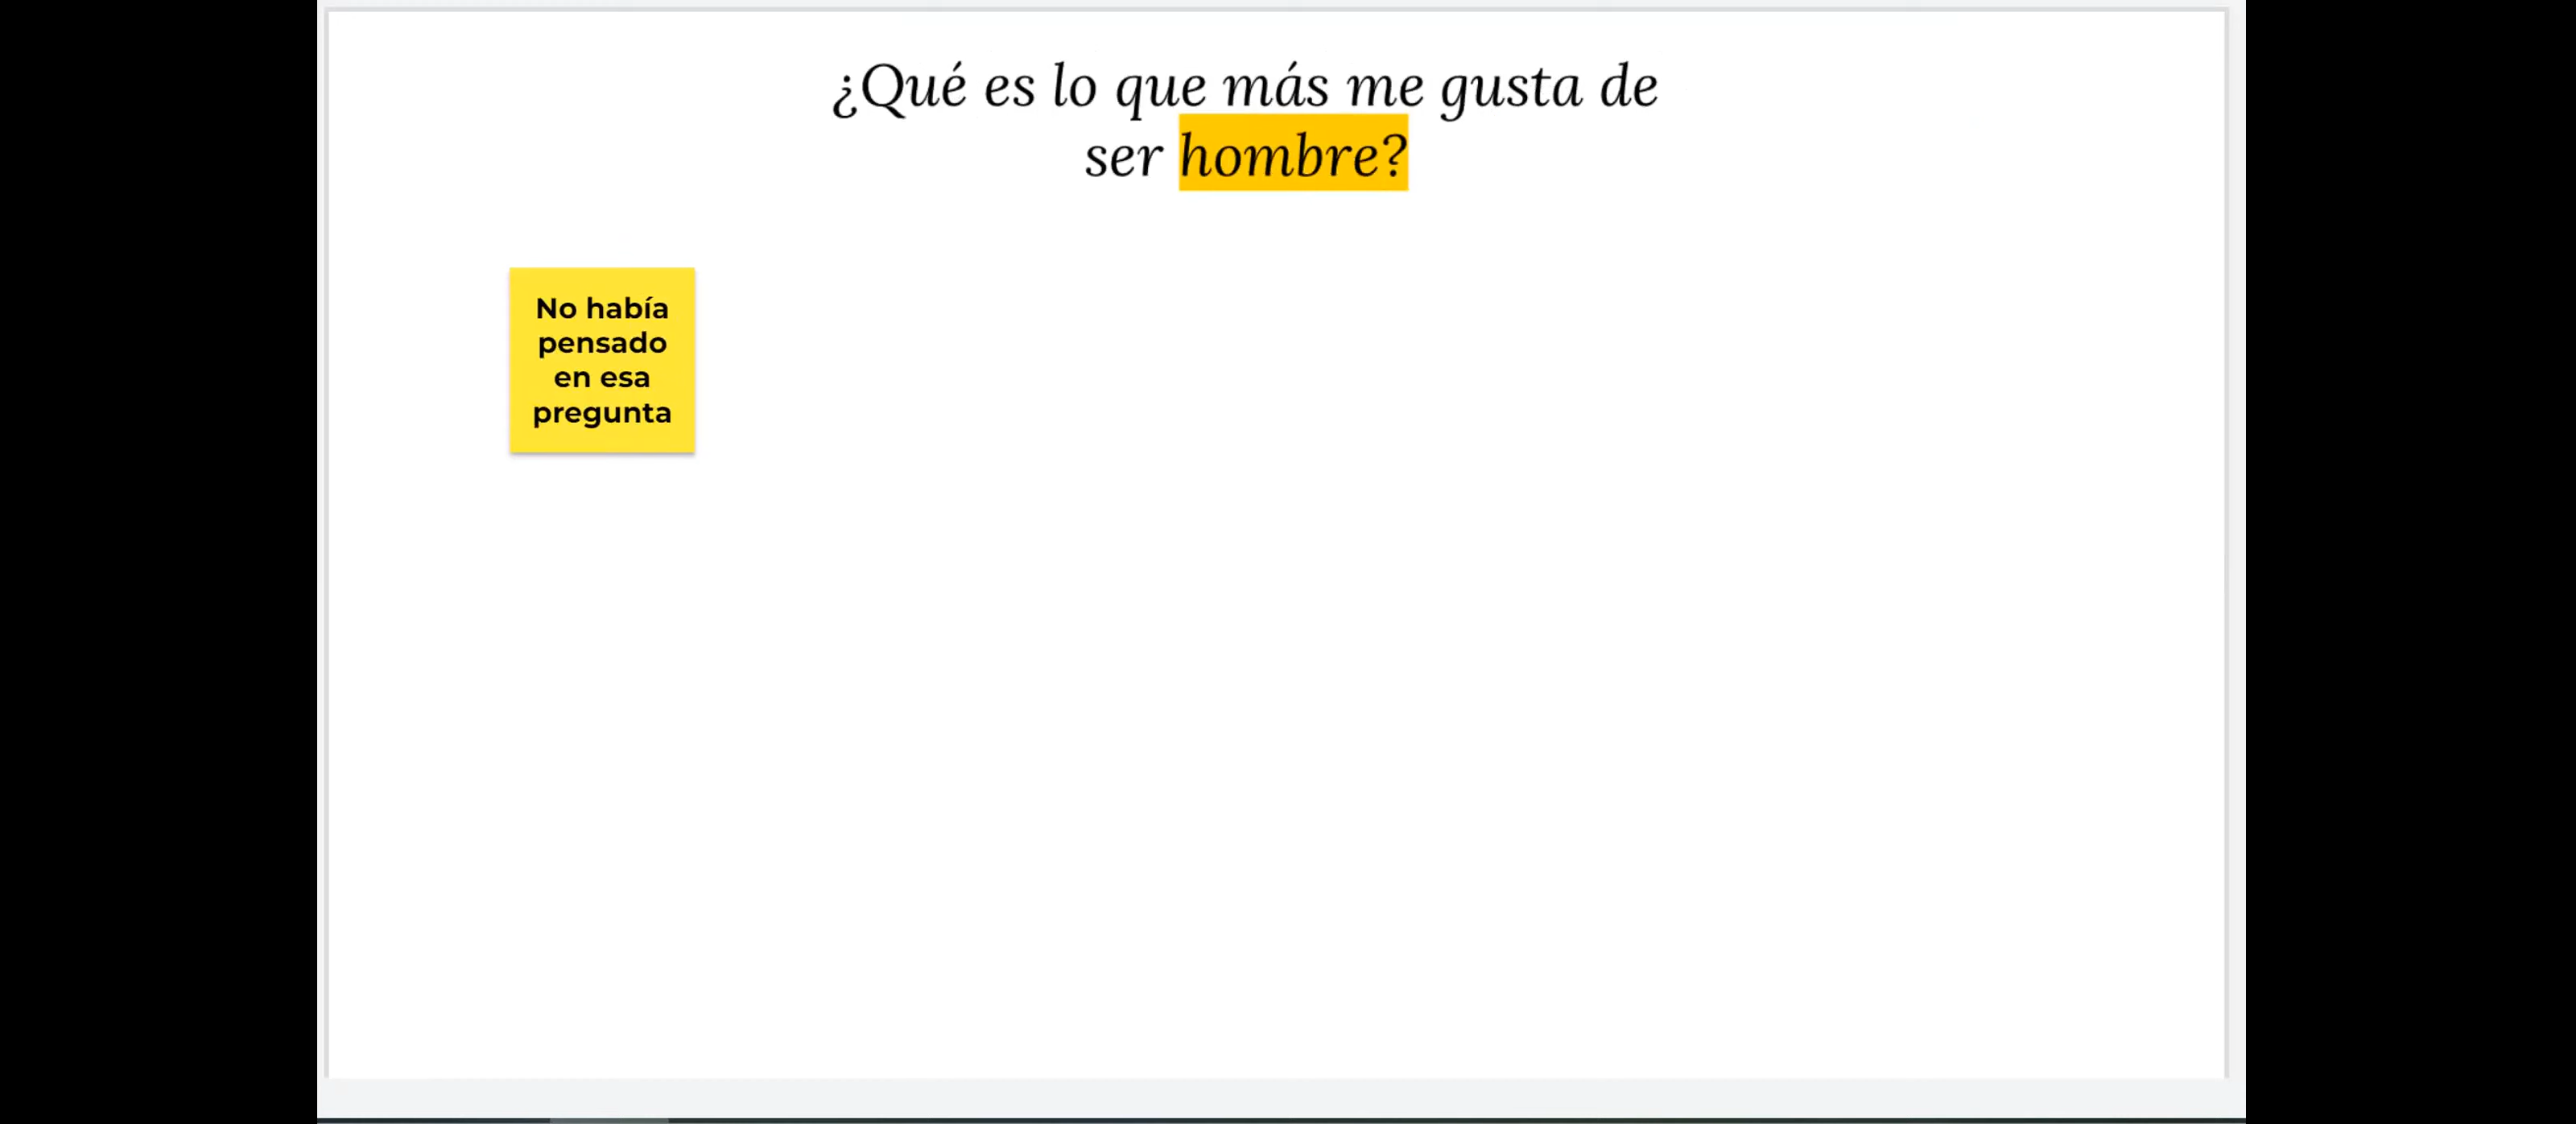 ¿Qué es lo que más me gusta de
ser hombre?
No había
pensado
en esa
pregunta